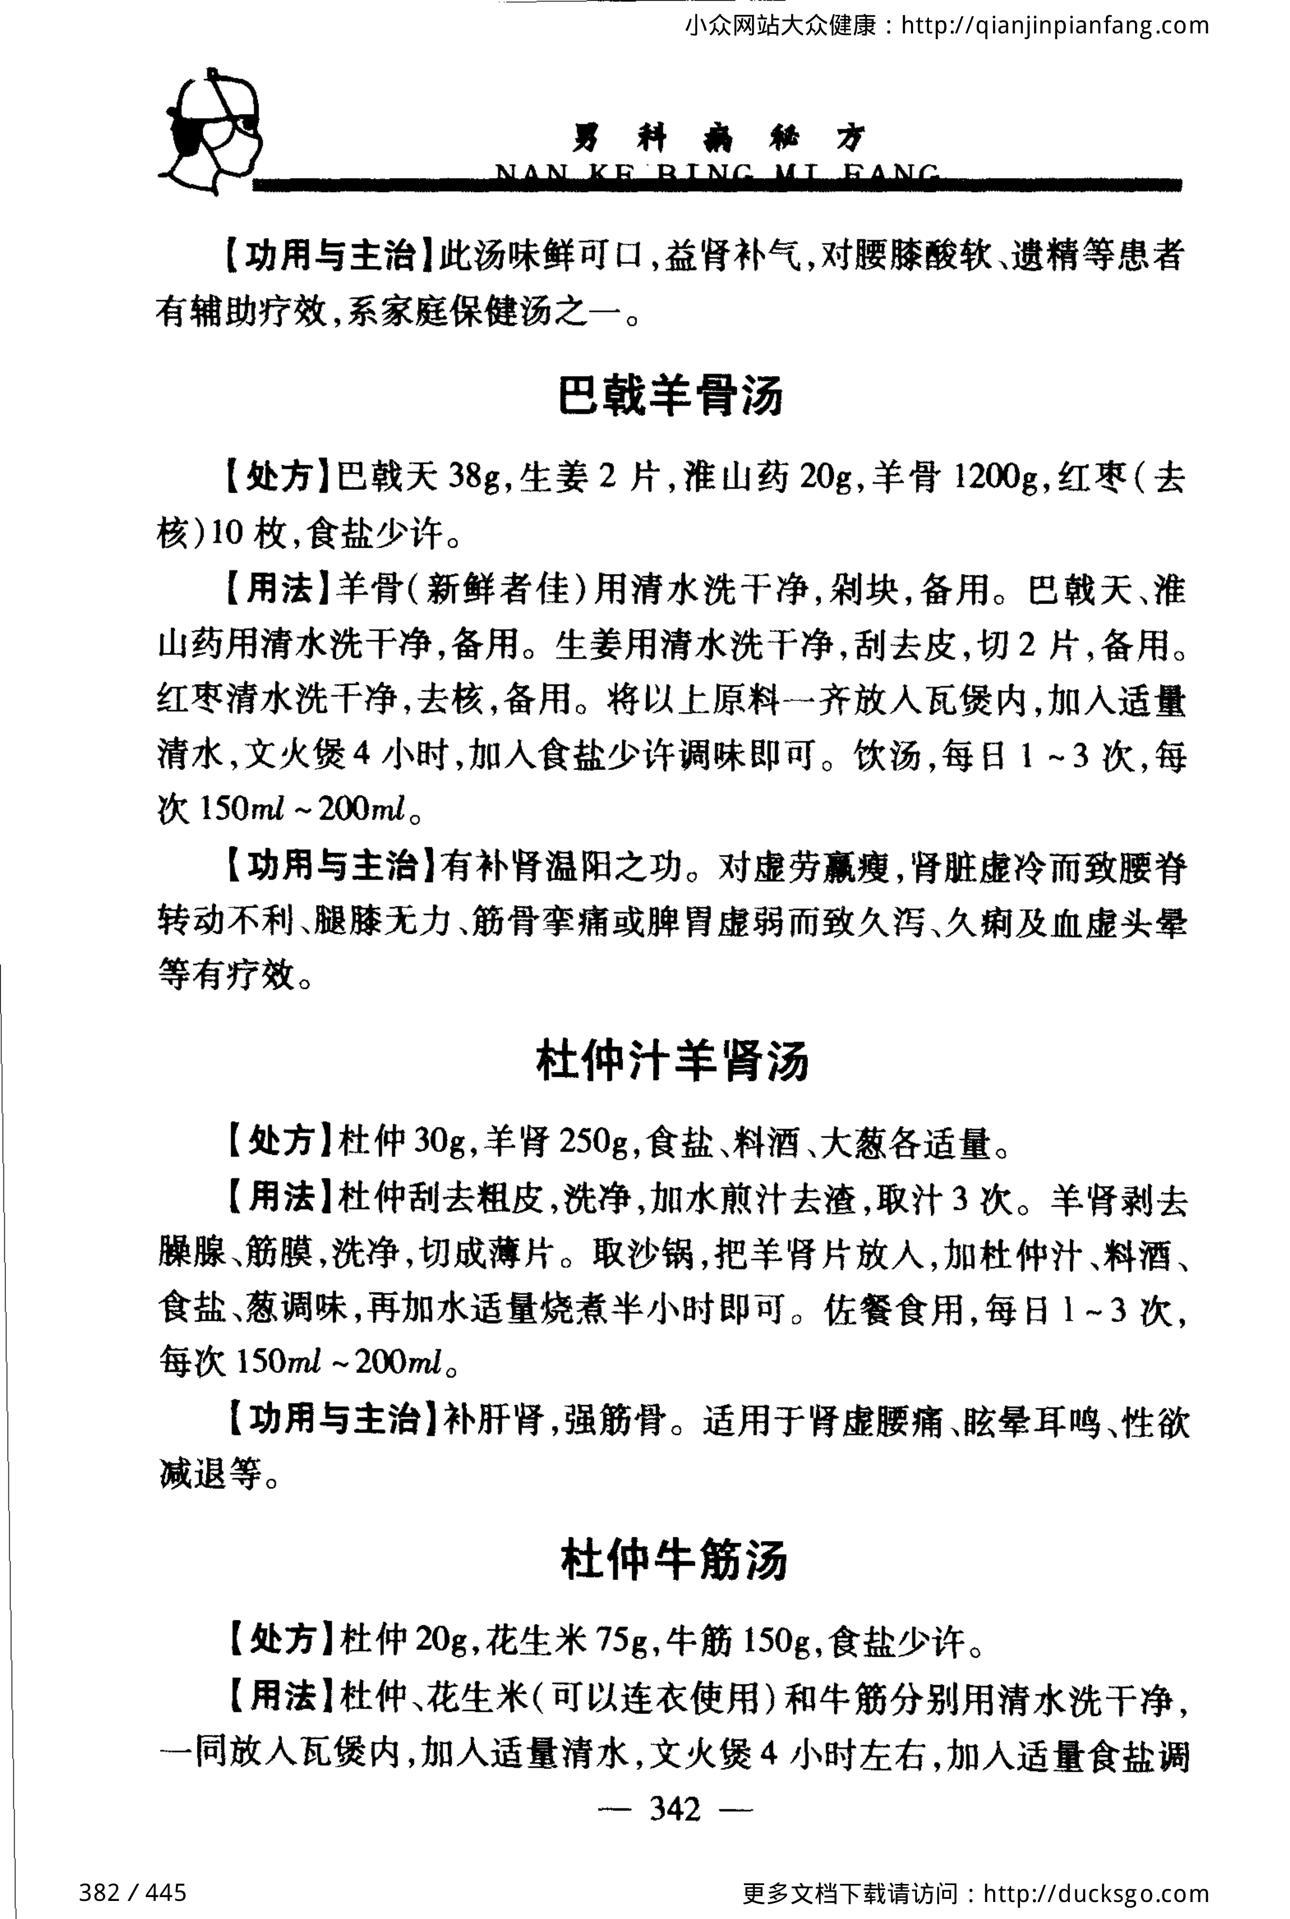 小众网站大众健康：http://qianjinpianfang.com
男科病秘方
NAN KE BING MI FANG
【功用与主治】此汤味鲜可口,益肾补气,对腰膝酸软、遗精等患者
有辅助疗效,系家庭保健汤之一。
巴戟羊骨汤
【处方】巴戟天 38g,生姜 2 片,淮山药 20g,羊骨 1200g,红枣(去
核)10 枚,食盐少许。
【用法】羊骨(新鲜者佳)用清水洗干净,剁块,备用。巴戟天、淮
山药用清水洗干净,备用。生姜用清水洗干净,刮去皮,切 2 片,备用。
红枣清水洗干净,去核,备用。将以上原料一齐放入瓦煲内,加入适量
清水,文火煲 4 小时,加入食盐少许调味即可。饮汤,每日 1 ~ 3 次,每
次 150ml ~ 200ml。
【功用与主治】有补肾温阳之功。对虚劳羸瘦,肾脏虚冷而致腰脊
转动不利、腿膝无力、筋骨挛痛或脾胃虚弱而致久泻、久痢及血虚头晕
等有疗效。
杜仲汁羊肾汤
【处方】杜仲 30g,羊肾 250g,食盐、料酒、大葱各适量。
【用法】杜仲刮去粗皮,洗净,加水煎汁去渣,取汁 3 次。羊肾剥去
臊腺、筋膜,洗净,切成薄片。取沙锅,把羊肾片放入,加杜仲汁、料酒、
食盐、葱调味,再加水适量烧煮半小时即可。佐餐食用,每日 1 ~ 3 次,
每次 150ml ~ 200ml。
【功用与主治】补肝肾,强筋骨。适用于肾虚腰痛、眩晕耳鸣、性欲
减退等。
杜仲牛筋汤
【处方】杜仲 20g,花生米 75g,牛筋 150g,食盐少许。
【用法】杜仲、花生米(可以连衣使用)和牛筋分别用清水洗干净,
一同放入瓦煲内,加入适量清水,文火煲 4 小时左右,加入适量食盐调
— 342 —
382 / 445
更多文档下载请访问：http://ducksgo.com